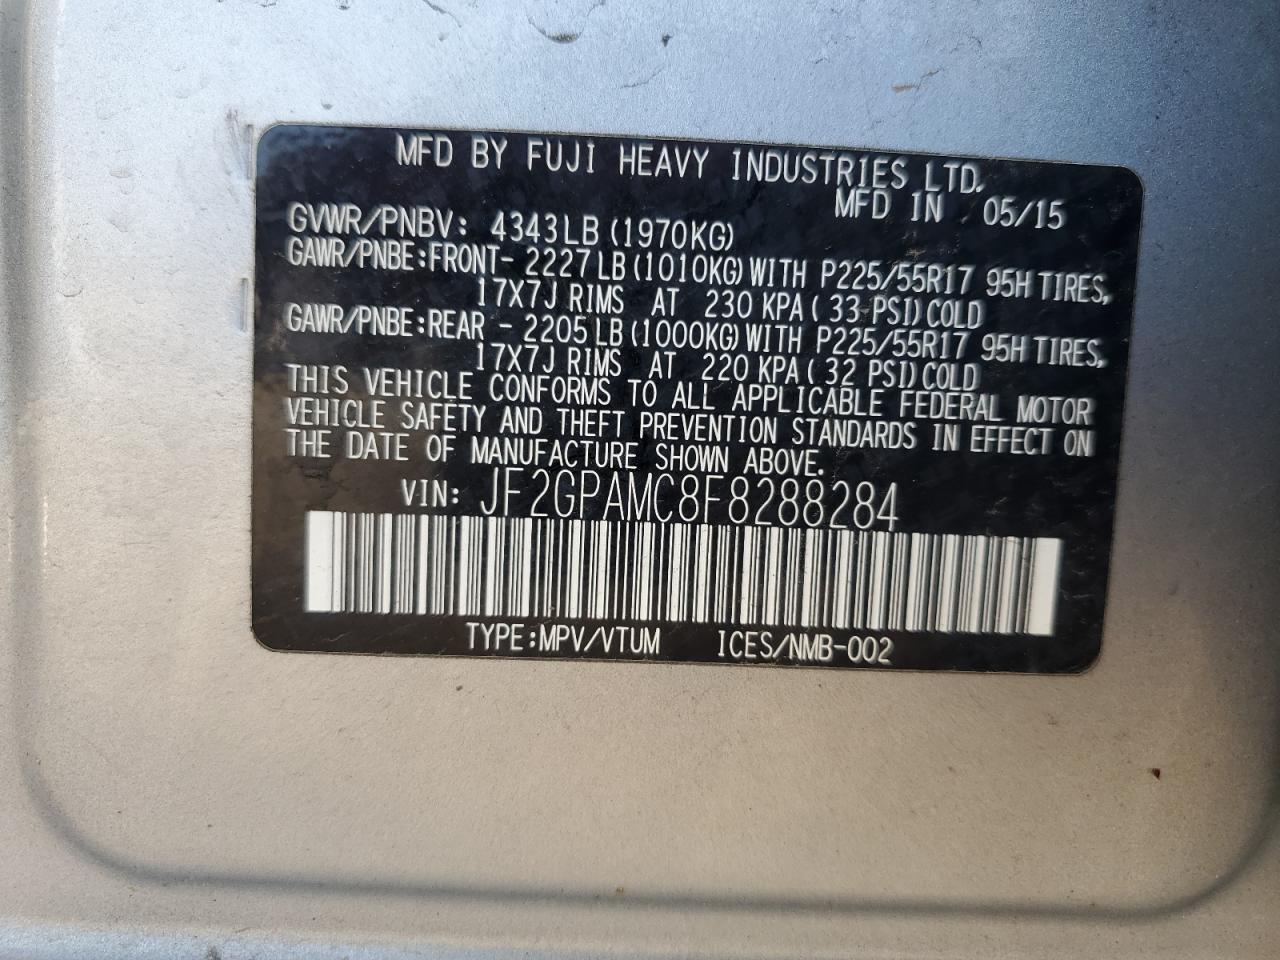 MFD BY FUJI HEAVY INDUSTRIES LTD.
MFD IN 05/15
GVWR/PNBV: 4343LB (1970KG)
GAWR/PNBE:FRONT- 2227 LB (1010KG) WITH P225/55R17 95H TIRES,
17X7J RIMS AT 230 KPA ( 33 PSI) COLD
GAWR/PNBE:REAR - 2205 LB (1000KG) WITH P225/55R17 95H TIRES,
17X7J RIMS AT 220 KPA ( 32 PSI) COLD
THIS VEHICLE CONFORMS TO ALL APPLICABLE FEDERAL MOTOR
VEHICLE SAFETY AND THEFT PREVENTION STANDARDS IN EFFECT ON
THE DATE OF MANUFACTURE SHOWN ABOVE.
VIN: JF2GPAMC8F8288284
TYPE:MPV/VTUM ICES/NMB-002